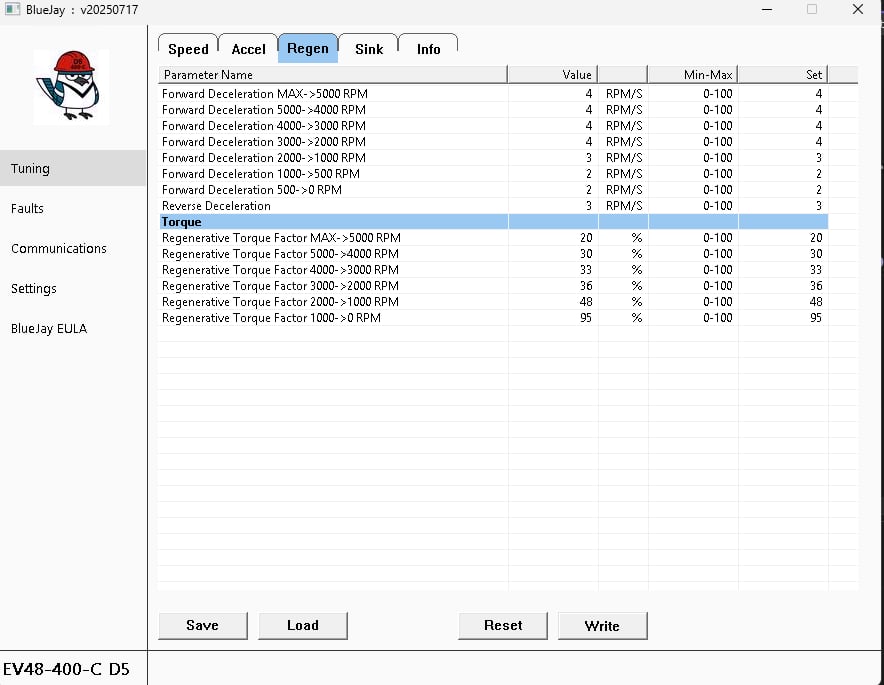 BlueJay : v20250717
D5
400-C
Tuning
Faults
Communications
Settings
BlueJay EULA
Speed Accel Regen Sink Info
Parameter Name Value Min-Max Set
Forward Deceleration MAX->5000 RPM 4 RPM/S 0-100 4
Forward Deceleration 5000->4000 RPM 4 RPM/S 0-100 4
Forward Deceleration 4000->3000 RPM 4 RPM/S 0-100 4
Forward Deceleration 3000->2000 RPM 4 RPM/S 0-100 4
Forward Deceleration 2000->1000 RPM 3 RPM/S 0-100 3
Forward Deceleration 1000->500 RPM 2 RPM/S 0-100 2
Forward Deceleration 500->0 RPM 2 RPM/S 0-100 2
Reverse Deceleration 3 RPM/S 0-100 3
Torque
Regenerative Torque Factor MAX->5000 RPM 20 % 0-100 20
Regenerative Torque Factor 5000->4000 RPM 30 % 0-100 30
Regenerative Torque Factor 4000->3000 RPM 33 % 0-100 33
Regenerative Torque Factor 3000->2000 RPM 36 % 0-100 36
Regenerative Torque Factor 2000->1000 RPM 48 % 0-100 48
Regenerative Torque Factor 1000->0 RPM 95 % 0-100 95
Save Load Reset Write
EV48-400-C D5